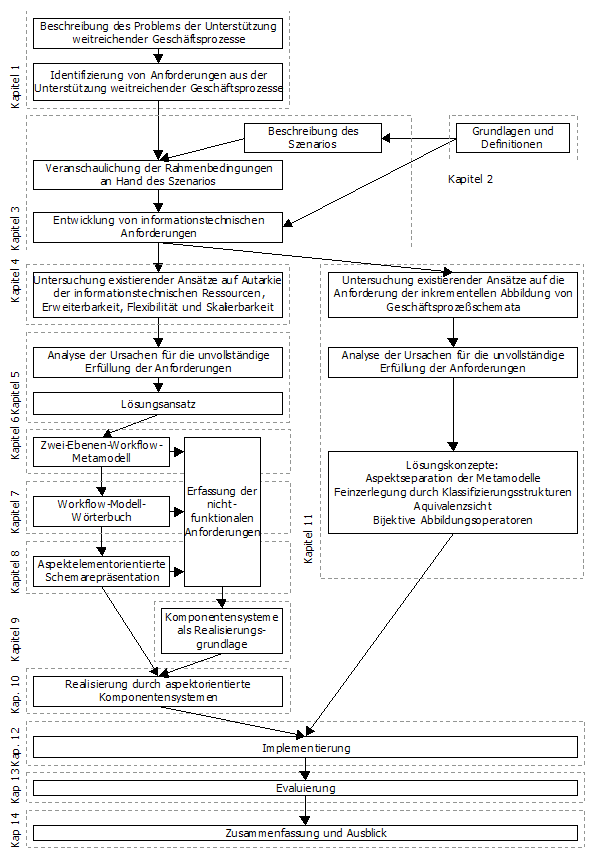 Kapitel 1
Beschreibung des Problems der Unterstützung
weitreichender Geschäftsprozesse
Identifizierung von Anforderungen aus der
Unterstützung weitreichender Geschäftsprozesse
Kapitel 3
Beschreibung des
Szenarios
Grundlagen und
Definitionen
Kapitel 2
Veranschaulichung der Rahmenbedingungen
an Hand des Szenarios
Entwicklung von informationstechnischen
Anforderungen
Kapitel 4
Untersuchung existierender Ansätze auf Autarkie
der informationstechnischen Ressourcen,
Erweiterbarkeit, Flexibilität und Skalierbarkeit
Untersuchung existierender Ansätze auf die
Anforderung der inkrementellen Abbildung von
Geschäftsprozeßschemata
Kapitel 5
Analyse der Ursachen für die unvollständige
Erfüllung der Anforderungen
Analyse der Ursachen für die unvollständige
Erfüllung der Anforderungen
Lösungsansatz
Kapitel 6
Zwei-Ebenen-Workflow-
Metamodell
Erfassung der
nicht-
funktionalen
Anforderungen
Lösungskonzepte:
Aspektseparation der Metamodelle
Feinzerlegung durch Klassifizierungsstrukturen
Äquivalenzsicht
Bijektive Abbildungsoperatoren
Kapitel 11
Kapitel 7
Workflow-Modell-
Wörterbuch
Kapitel 8
Aspektelementorientierte
Schemarepräsentation
Kapitel 9
Komponentensysteme
als Realisierungs-
grundlage
Kap. 10
Realisierung durch aspektorientierte
Komponentensystemen
Kap. 12
Implementierung
Kap 13
Evaluierung
Kap 14
Zusammenfassung und Ausblick